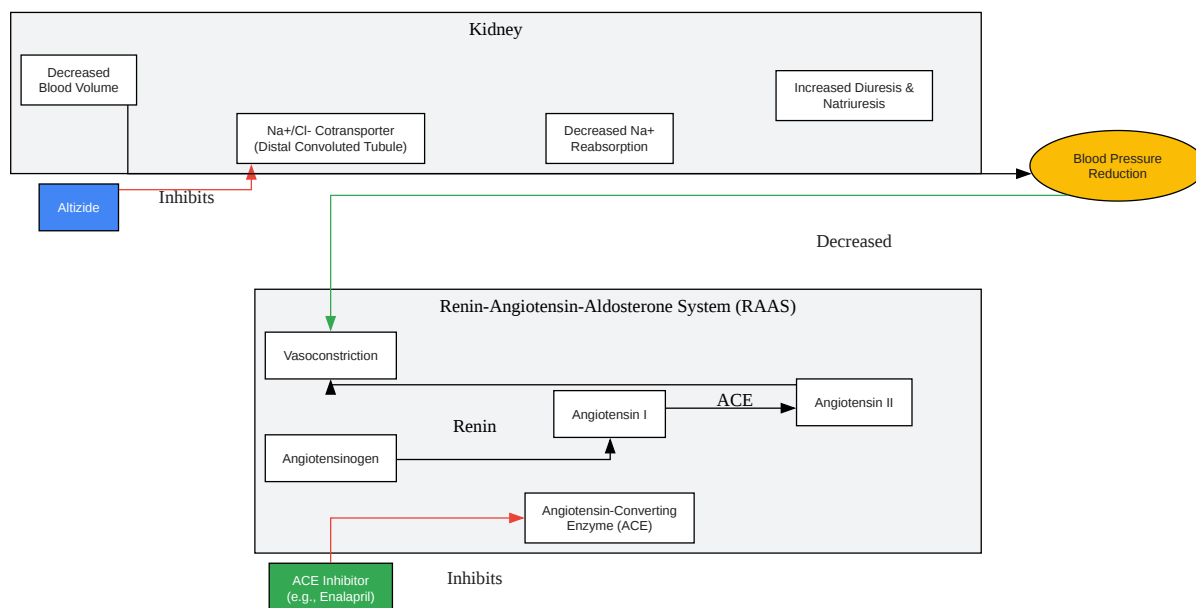 Kidney
Decreased
Blood Volume
Increased Diuresis &
Natriuresis
Na+/Cl- Cotransporter
(Distal Convoluted Tubule)
Decreased Na+
Reabsorption
Blood Pressure
Reduction
Altizide
Inhibits
Decreased
Renin-Angiotensin-Aldosterone System (RAAS)
Vasoconstriction
Angiotensin I
ACE
Angiotensin II
Renin
Angiotensinogen
Angiotensin-Converting
Enzyme (ACE)
ACE Inhibitor
(e.g., Enalapril)
Inhibits